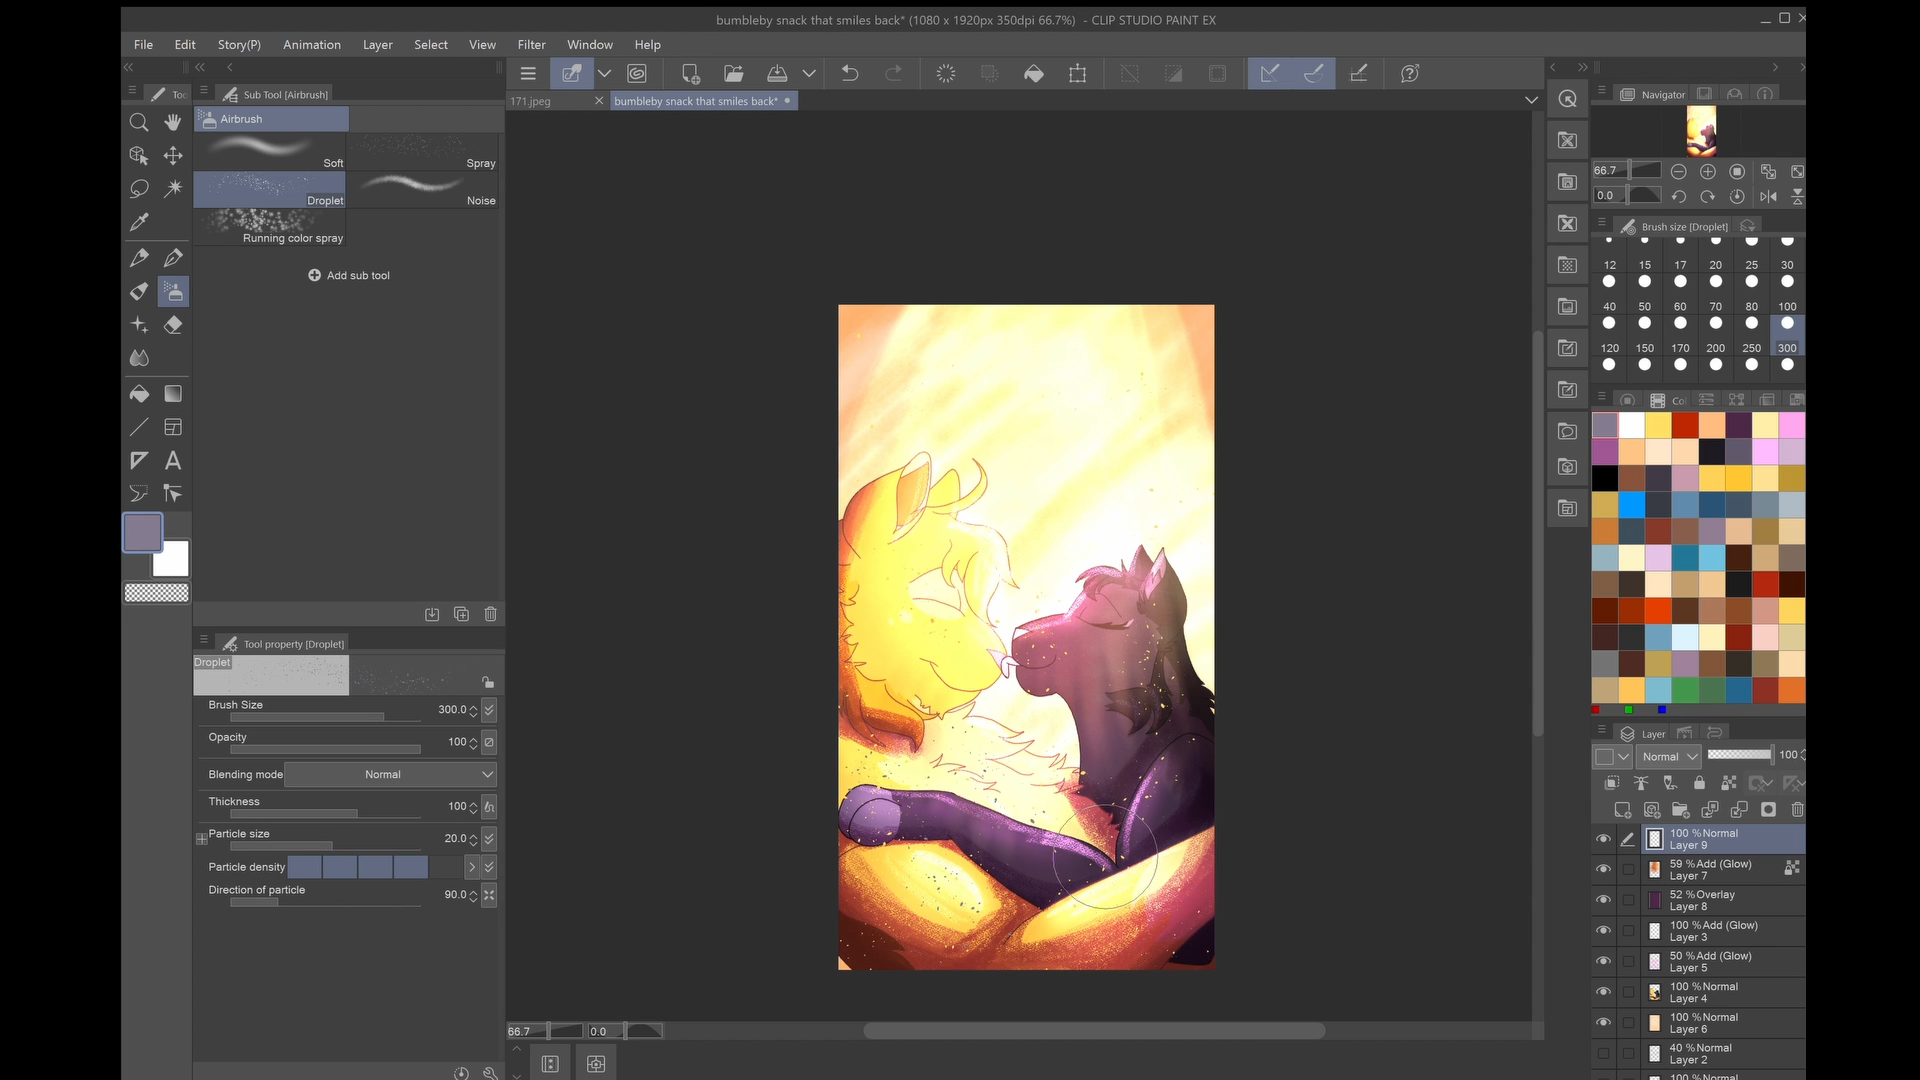 bumbleby snack that smiles back* (1080 x 1920px 350dpi 66.7%) - CLIP STUDIO PAINT EX
File Edit Story(P) Animation Layer Select View Filter Window Help
Sub Tool [Airbrush]
Airbrush
Soft Spray
Droplet Noise
Running color spray
Add sub tool
171.jpeg bumbleby snack that smiles back*
Tool property [Droplet]
Droplet
Brush Size 300.0
Opacity 100
Blending mode Normal
Thickness 100
Particle size 20.0
Particle density
Direction of particle 90.0
66.7 0.0
Navigator
66.7
0.0
Brush size [Droplet]
12 15 17 20 25 30
40 50 60 70 80 100
120 150 170 200 250 300
Layer
Normal 100
100 %Normal
Layer 9
59 %Add (Glow)
Layer 7
52 %Overlay
Layer 8
100 %Add (Glow)
Layer 3
50 %Add (Glow)
Layer 5
100 %Normal
Layer 4
100 %Normal
Layer 6
40 %Normal
Layer 2
100 %Normal